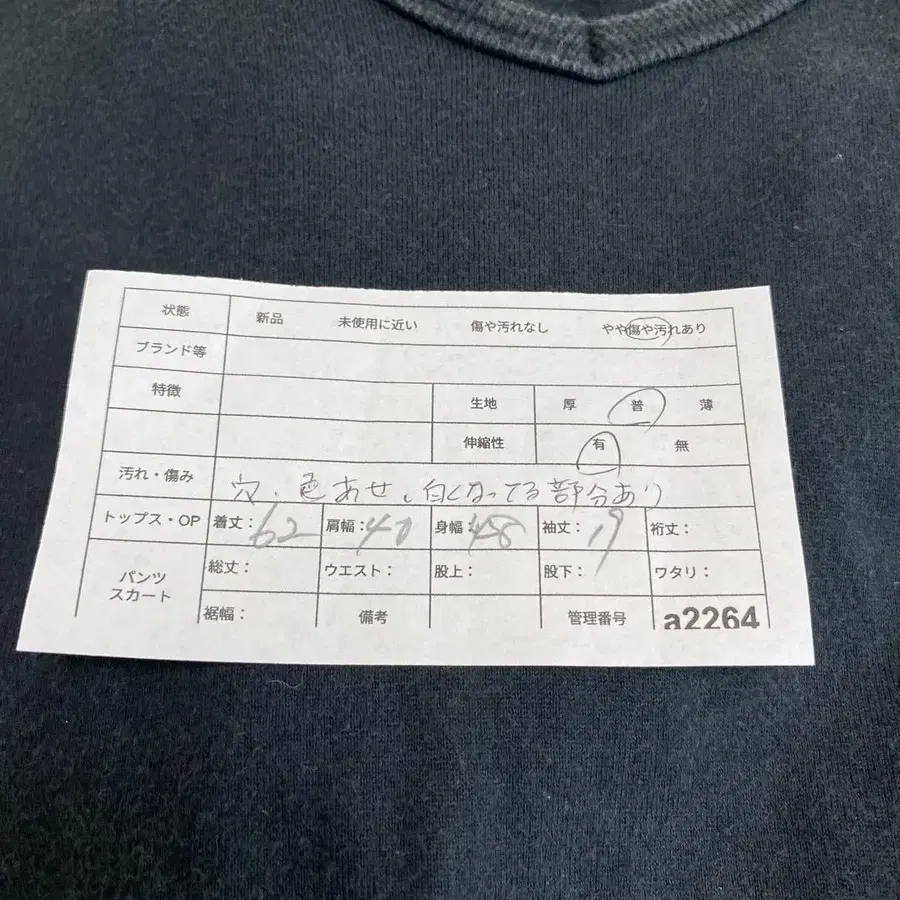 状態 新品 未使用に近い 傷や汚れなし やや傷や汚れあり
ブランド等
特徴 生地 厚 普 薄
伸縮性 有 無
汚れ・傷み 穴、色あせ、白くなってる部分あり
トップス・OP 着丈：62 肩幅：40 身幅：48 袖丈：19 裄丈：
パンツ スカート 総丈： ウエスト： 股上： 股下： ワタリ：
裾幅： 備考 管理番号 a2264